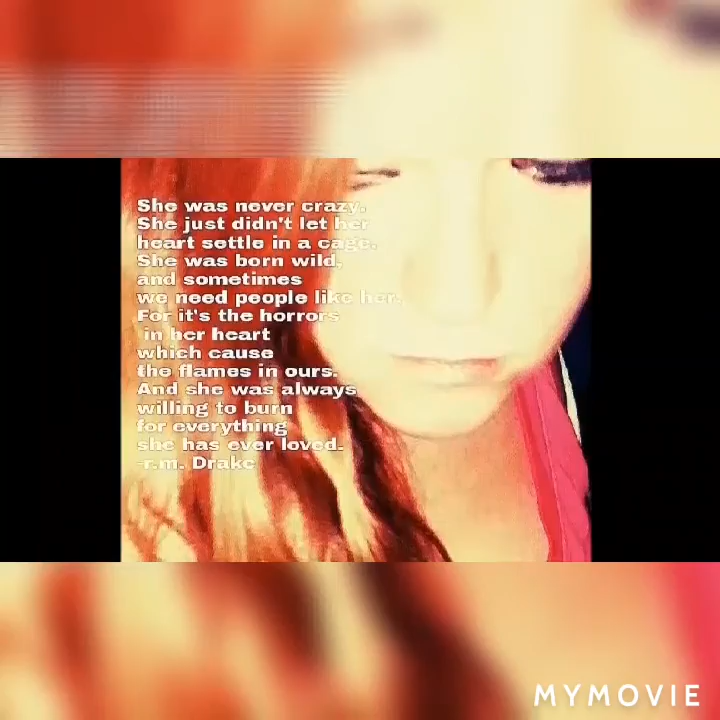 She was never crazy.
She just didn't let her
heart settle in a cage.
She was born wild,
and sometimes
we need people like her.
For it's the horrors
in her heart
which cause
the flames in ours.
And she was always
willing to burn
for everything
she has ever loved.
-r.m. Drake
MYMOVIE